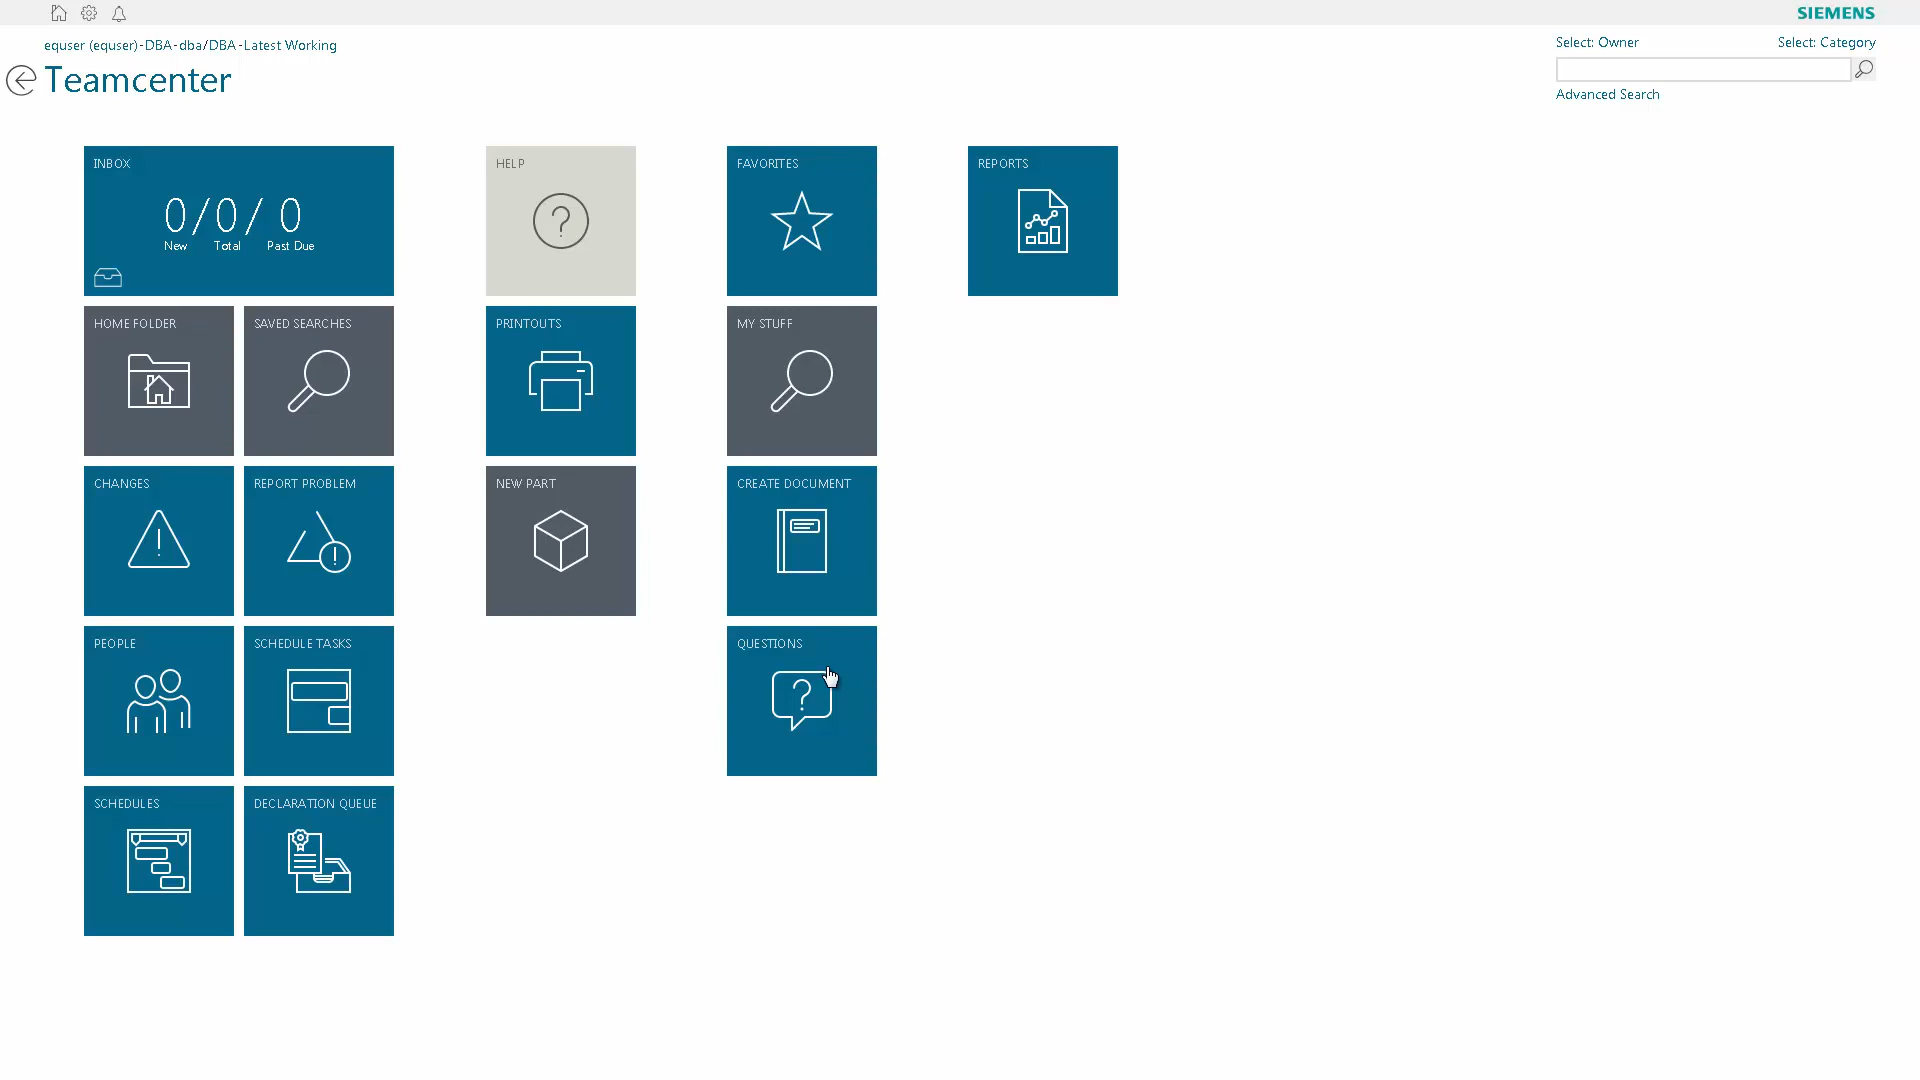 SIEMENS
equser (equser)-DBA-dba/DBA-Latest Working
Teamcenter
Select: Owner
Select: Category
Advanced Search
INBOX
0/0/ 0
New Total Past Due
HOME FOLDER
SAVED SEARCHES
CHANGES
REPORT PROBLEM
PEOPLE
SCHEDULE TASKS
SCHEDULES
DECLARATION QUEUE
HELP
?
PRINTOUTS
NEW PART
FAVORITES
MY STUFF
CREATE DOCUMENT
QUESTIONS
?
REPORTS